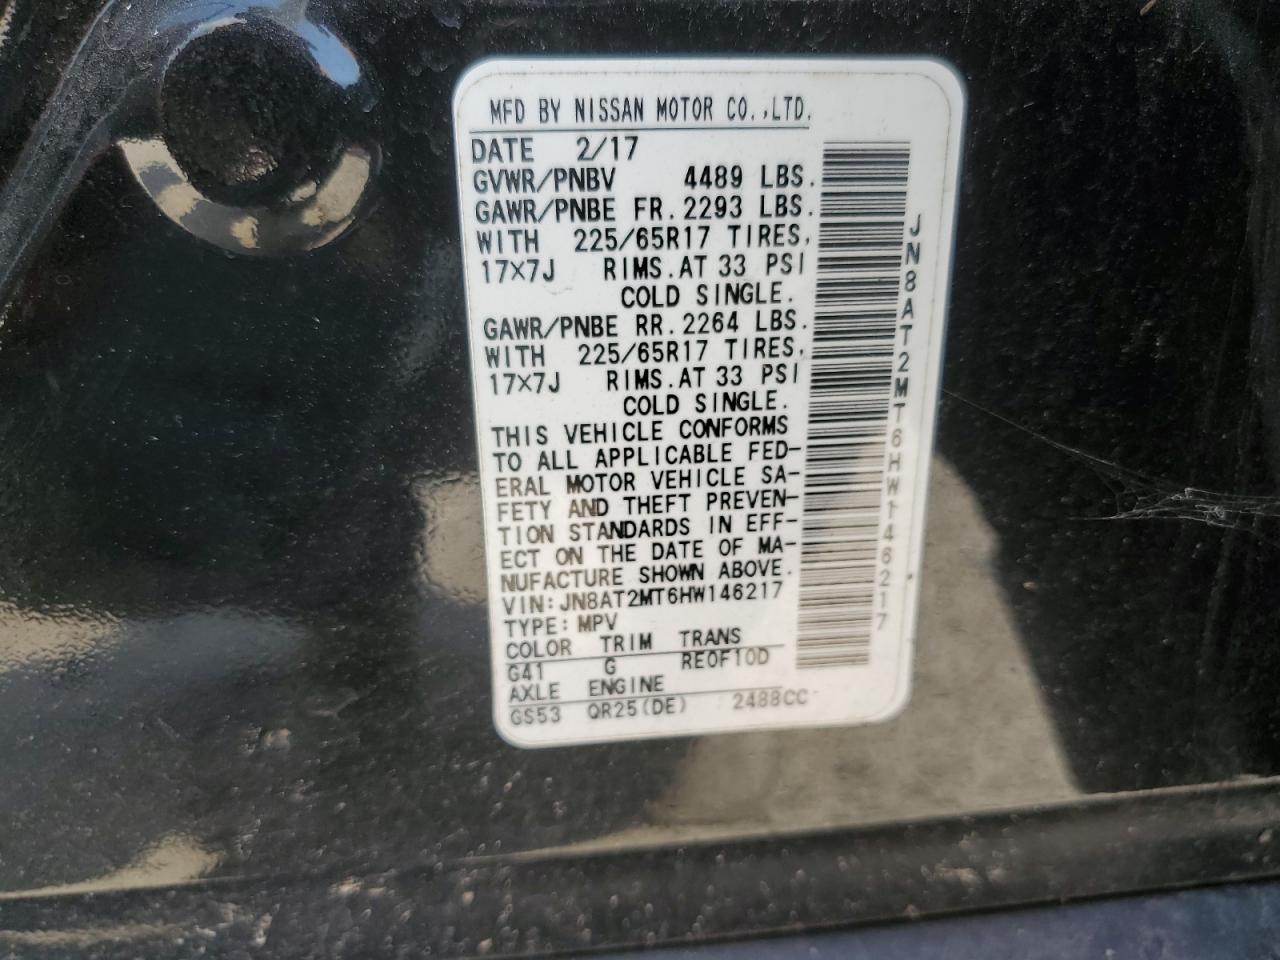 MFD BY NISSAN MOTOR CO.,LTD.
DATE 2/17
GVWR/PNBV 4489 LBS.
GAWR/PNBE FR. 2293 LBS.
WITH 225/65R17 TIRES,
17×7J RIMS.AT 33 PSI
COLD SINGLE.
GAWR/PNBE RR. 2264 LBS.
WITH 225/65R17 TIRES,
17×7J RIMS.AT 33 PSI
COLD SINGLE.
THIS VEHICLE CONFORMS
TO ALL APPLICABLE FED-
ERAL MOTOR VEHICLE SA-
FETY AND THEFT PREVEN-
TION STANDARDS IN EFF-
ECT ON THE DATE OF MA-
NUFACTURE SHOWN ABOVE.
VIN:JN8AT2MT6HW146217
TYPE:MPV
COLOR TRIM TRANS
G41 G RE0F10D
AXLE ENGINE
GS53 QR25(DE) 2488CC
JN8AT2MT6HW146217